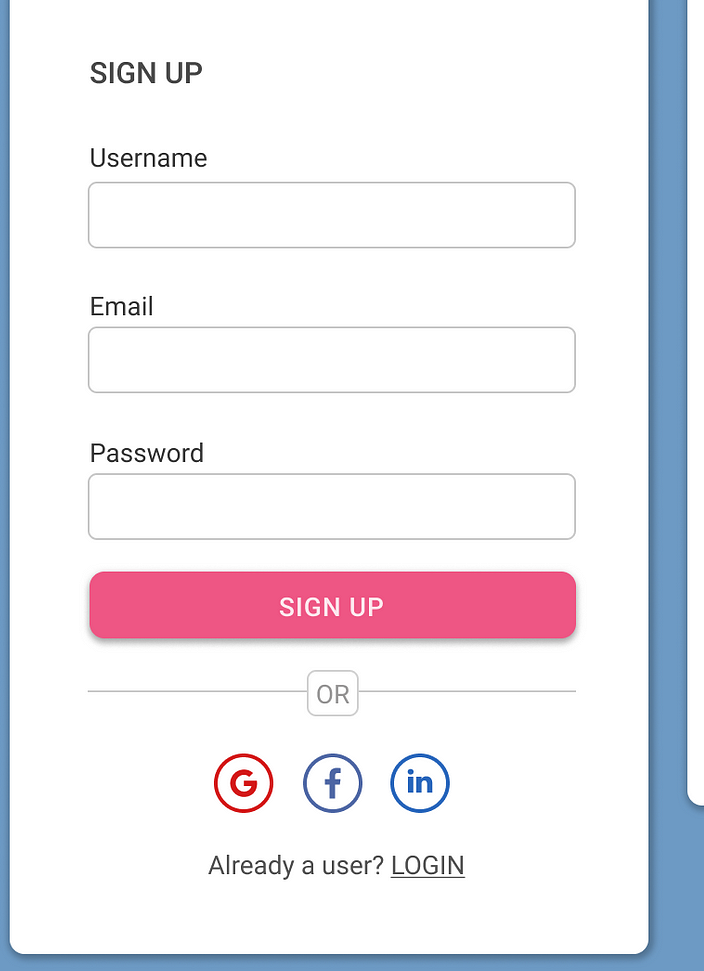 SIGN UP
Username
Email
Password
SIGN UP
OR
G f in
Already a user? LOGIN